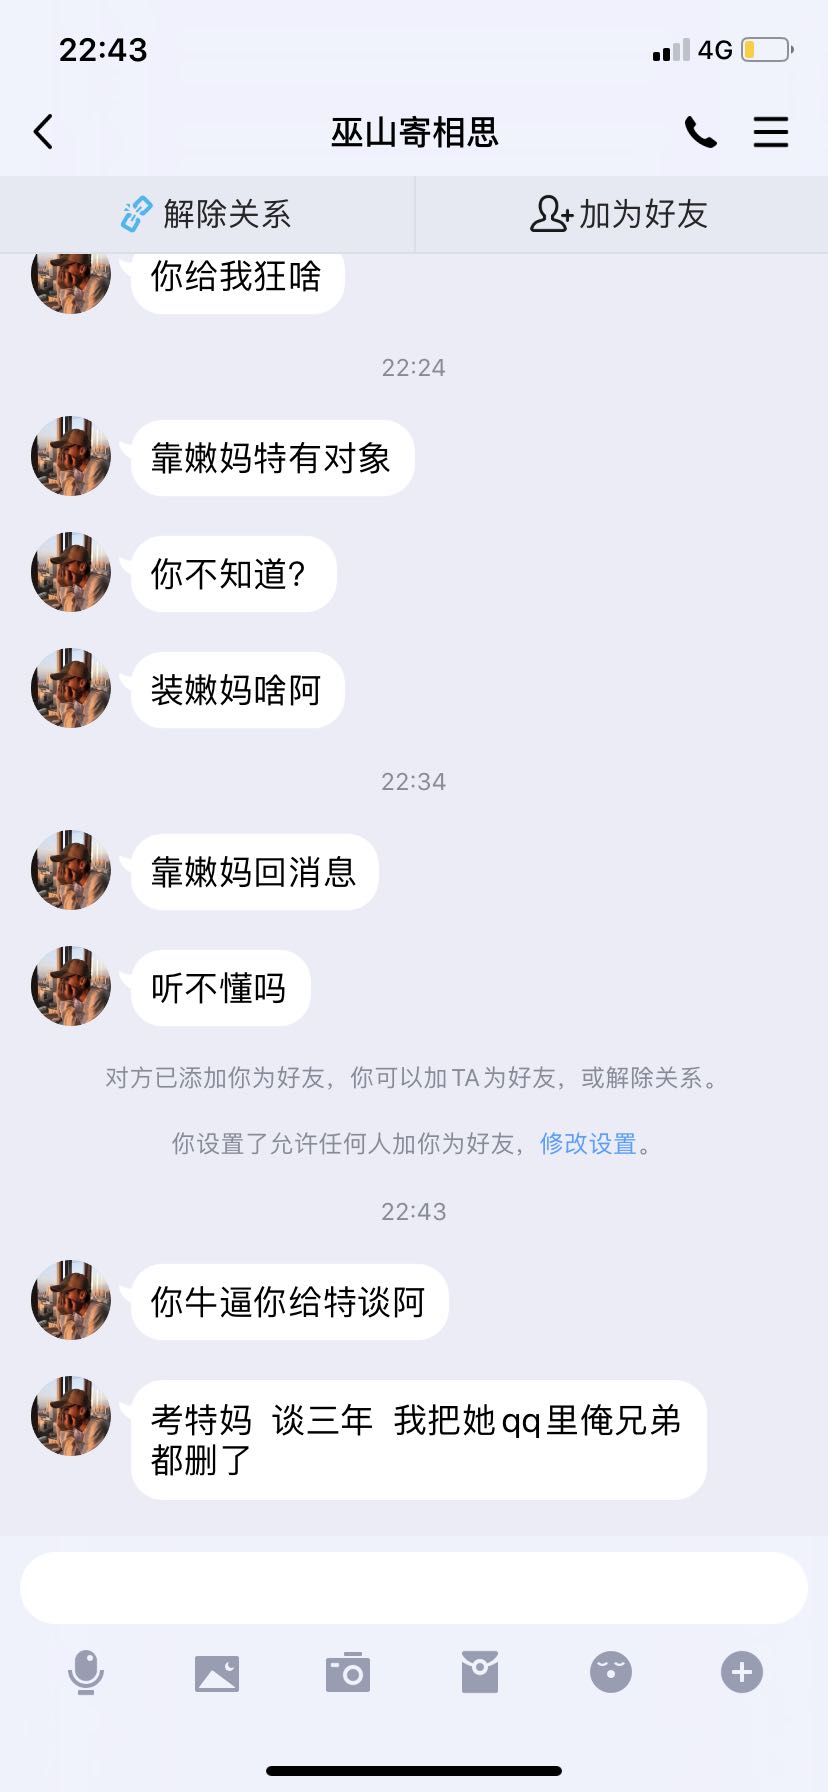 22:43
4G
巫山寄相思
解除关系
加为好友
你给我狂啥
22:24
靠嫩妈特有对象
你不知道?
装嫩妈啥阿
22:34
靠嫩妈回消息
听不懂吗
对方已添加你为好友，你可以加TA为好友，或解除关系。
你设置了允许任何人加你为好友，修改设置。
22:43
你牛逼你给特谈阿
考特妈 谈三年 我把她qq里俺兄弟
都删了